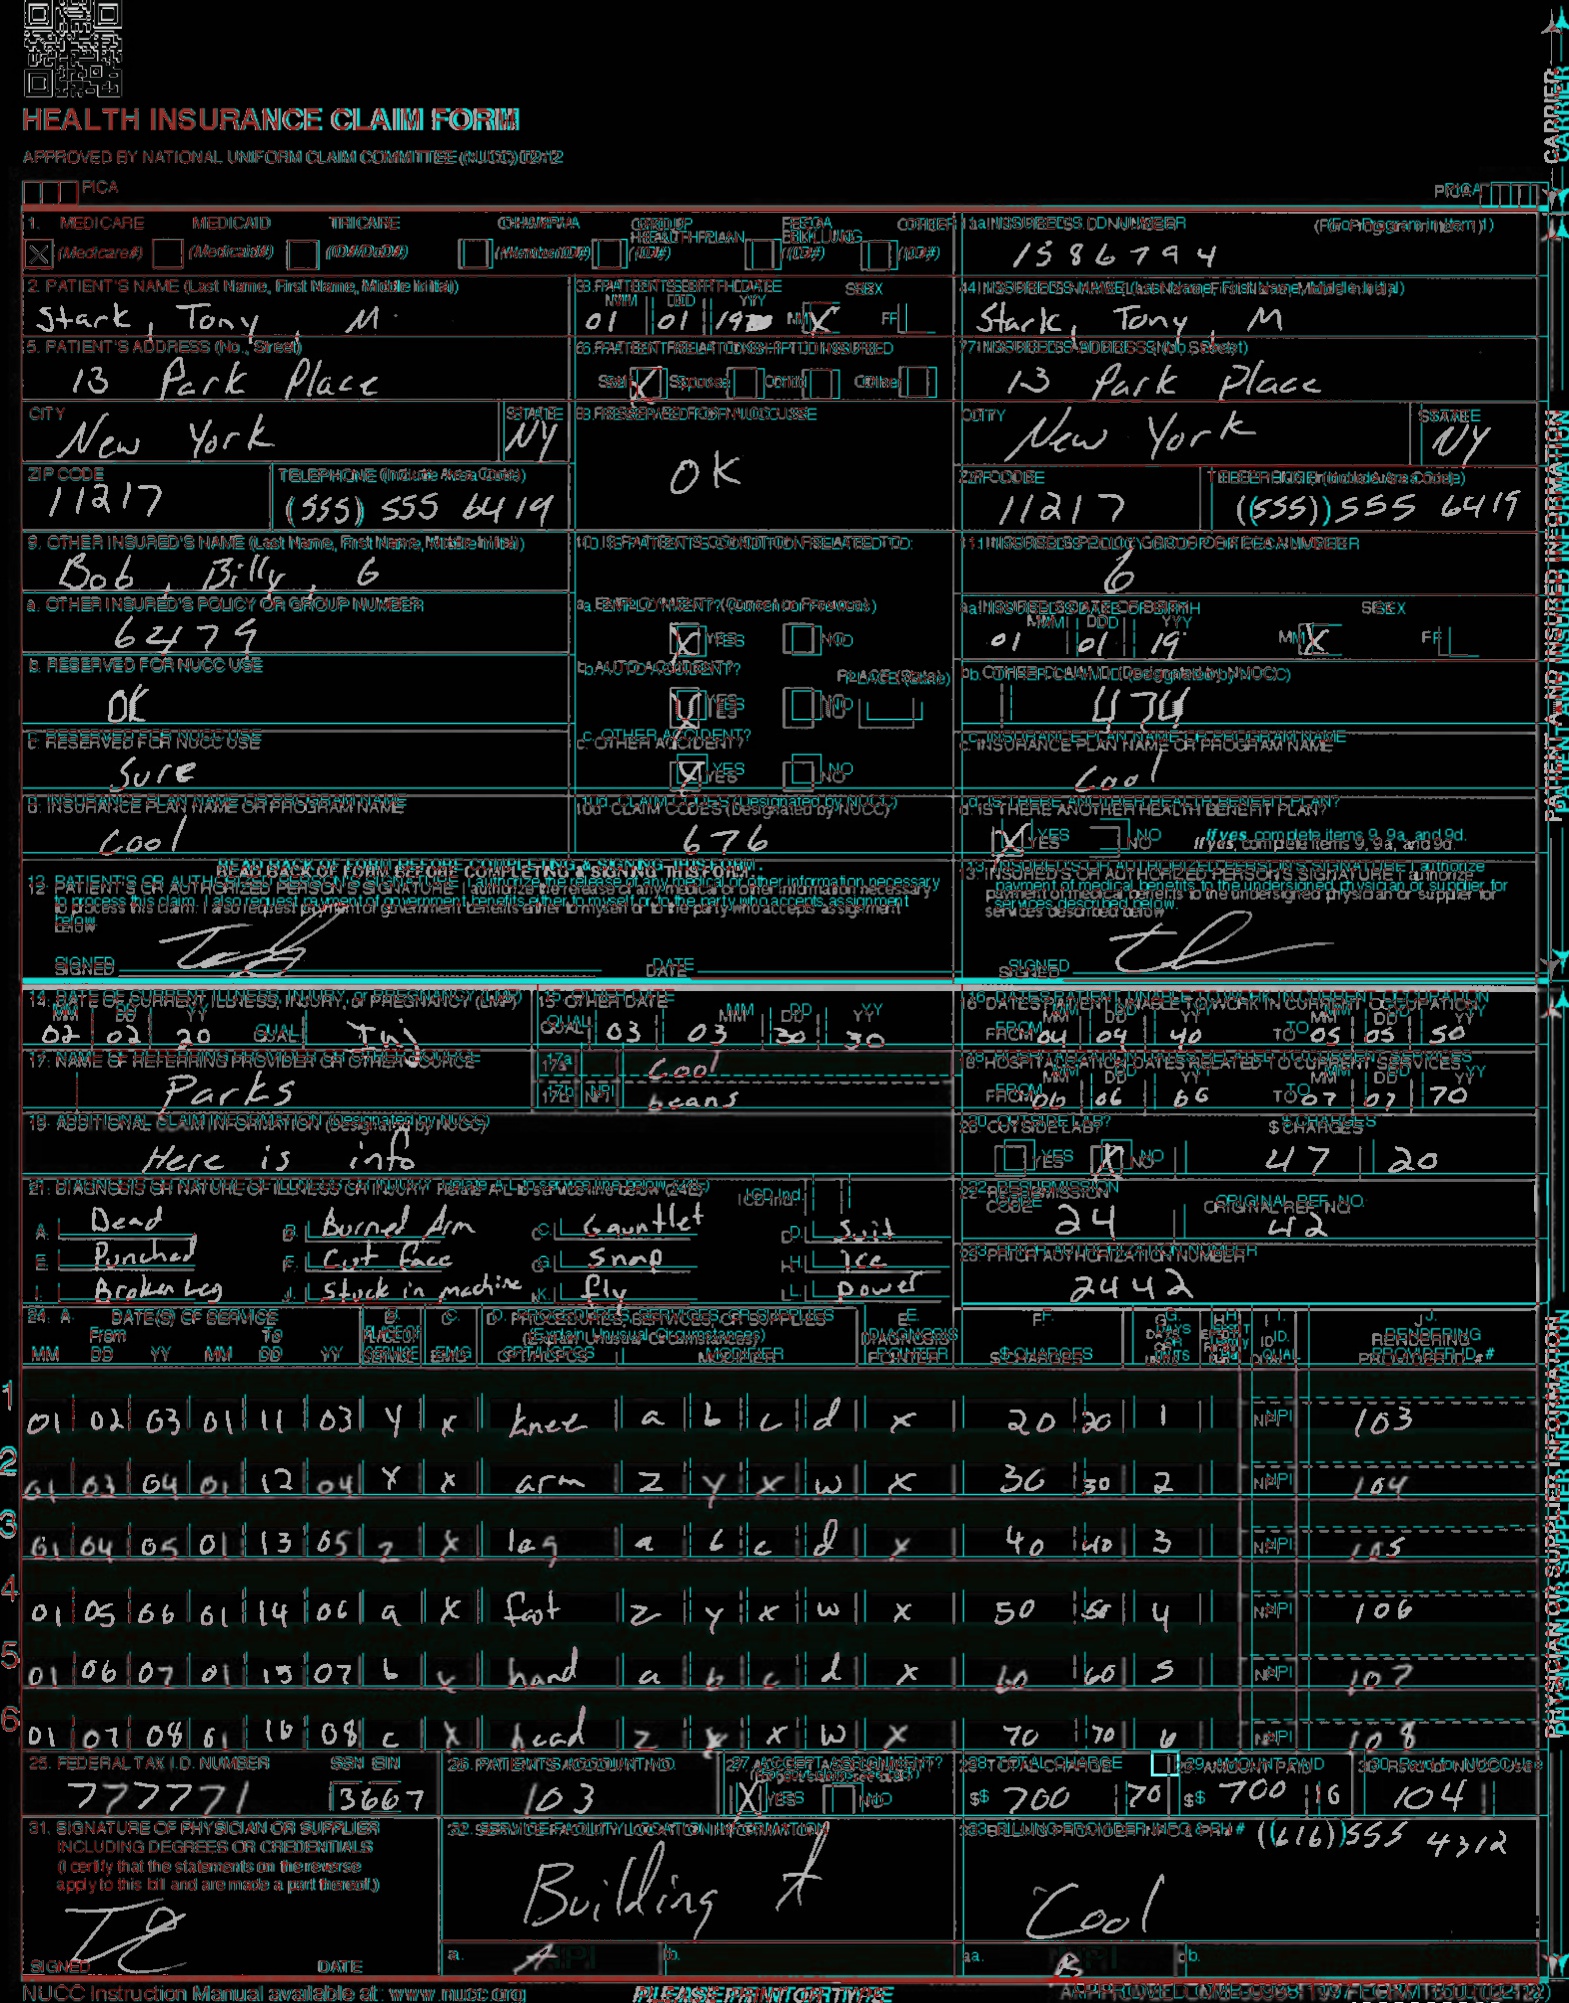 HEALTH INSURANCE CLAIM FORM
APPROVED BY NATIONAL UNIFORM CLAIM COMMITTEE (NUCC) 02/12
PICA PICA
CARRIER
1. MEDICARE MEDICAID TRICARE CHAMPVA GROUP HEALTH PLAN FECA BLK LUNG OTHER
(Medicare#) (Medicaid#) (ID#/DoD#) (Member ID#) (ID#) (ID#) (ID#)
1a. INSURED'S I.D. NUMBER (For Program in Item 1)
1586794
2. PATIENT'S NAME (Last Name, First Name, Middle Initial)
Stark, Tony, M
3. PATIENT'S BIRTH DATE SEX
MM DD YY
01 01 19 M X F
4. INSURED'S NAME (Last Name, First Name, Middle Initial)
Stark, Tony, M
5. PATIENT'S ADDRESS (No., Street)
13 Park Place
6. PATIENT RELATIONSHIP TO INSURED
Self X Spouse Child Other
7. INSURED'S ADDRESS (No., Street)
13 Park Place
CITY STATE
New York NY
8. RESERVED FOR NUCC USE
OK
CITY STATE
New York NY
ZIP CODE TELEPHONE (Include Area Code)
11217 (555) 555 6419
ZIP CODE TELEPHONE (Include Area Code)
11217 (555) 555 6419
9. OTHER INSURED'S NAME (Last Name, First Name, Middle Initial)
Bob, Billy, G
10. IS PATIENT'S CONDITION RELATED TO:
11. INSURED'S POLICY GROUP OR FECA NUMBER
6
a. OTHER INSURED'S POLICY OR GROUP NUMBER
62479
a. EMPLOYMENT? (Current or Previous)
X YES NO
a. INSURED'S DATE OF BIRTH SEX
MM DD YY
01 01 19 M X F
b. RESERVED FOR NUCC USE
OK
b. AUTO ACCIDENT? PLACE (State)
X YES NO
b. OTHER CLAIM ID (Designated by NUCC)
474
c. RESERVED FOR NUCC USE
Sure
c. OTHER ACCIDENT?
X YES NO
c. INSURANCE PLAN NAME OR PROGRAM NAME
Cool
d. INSURANCE PLAN NAME OR PROGRAM NAME
Cool
10d. CLAIM CODES (Designated by NUCC)
676
d. IS THERE ANOTHER HEALTH BENEFIT PLAN?
X YES NO If yes, complete items 9, 9a, and 9d.
READ BACK OF FORM BEFORE COMPLETING & SIGNING THIS FORM.
12. PATIENT'S OR AUTHORIZED PERSON'S SIGNATURE I authorize the release of any medical or other information necessary
to process this claim. I also request payment of government benefits either to myself or to the party who accepts assignment
below.
SIGNED DATE
13. INSURED'S OR AUTHORIZED PERSON'S SIGNATURE I authorize
payment of medical benefits to the undersigned physician or supplier for
services described below.
SIGNED
PATIENT AND INSURED INFORMATION
14. DATE OF CURRENT ILLNESS, INJURY, or PREGNANCY (LMP)
MM DD YY
02 02 20 QUAL. Inj
15. OTHER DATE
QUAL. MM DD YY
03 03 30 30
16. DATES PATIENT UNABLE TO WORK IN CURRENT OCCUPATION
MM DD YY MM DD YY
FROM 04 04 40 TO 05 05 50
17. NAME OF REFERRING PROVIDER OR OTHER SOURCE
Parks
17a. Cool
17b. NPI beans
18. HOSPITALIZATION DATES RELATED TO CURRENT SERVICES
MM DD YY MM DD YY
FROM 06 06 66 TO 07 07 70
19. ADDITIONAL CLAIM INFORMATION (Designated by NUCC)
Here is info
20. OUTSIDE LAB? $ CHARGES
YES X NO 47 20
21. DIAGNOSIS OR NATURE OF ILLNESS OR INJURY Relate A-L to service line below (24E) ICD Ind.
A. Dead B. Burned Arm C. Gauntlet D. Suit
E. Punched F. Cut face G. Snap H. Ice
I. Broken leg J. Stuck in machine K. fly L. Power
22. RESUBMISSION CODE ORIGINAL REF. NO.
24 42
23. PRIOR AUTHORIZATION NUMBER
2442
24. A. DATE(S) OF SERVICE B. C. D. PROCEDURES, SERVICES, OR SUPPLIES E. F. G. H. I. J.
From To PLACE OF SERVICE EMG (Explain Unusual Circumstances) DIAGNOSIS POINTER $ CHARGES DAYS OR UNITS ID. QUAL. RENDERING PROVIDER ID. #
MM DD YY MM DD YY CPT/HCPCS MODIFIER
1 01 02 03 01 11 03 y x knee a b c d x 20 20 1 NPI 103
2 01 03 04 01 12 04 Y x arm z y x w x 30 30 2 NPI 104
3 01 04 05 01 13 05 z x leg a b c d x 40 40 3 NPI 105
4 01 05 06 01 14 06 a x foot z y x w x 50 50 4 NPI 106
5 01 06 07 01 15 07 b x hand a b c d x 60 60 5 NPI 107
6 01 07 08 01 16 08 c x head z y x w x 70 70 6 NPI 108
25. FEDERAL TAX I.D. NUMBER SSN EIN
777771 3667
26. PATIENT'S ACCOUNT NO.
103
27. ACCEPT ASSIGNMENT?
X YES NO
28. TOTAL CHARGE
$ 700 70
29. AMOUNT PAID
$ 700 16
30. Rsvd for NUCC Use
104
31. SIGNATURE OF PHYSICIAN OR SUPPLIER
INCLUDING DEGREES OR CREDENTIALS
(I certify that the statements on the reverse
apply to this bill and are made a part thereof.)
SIGNED DATE
32. SERVICE FACILITY LOCATION INFORMATION
Building A
a. A b.
33. BILLING PROVIDER INFO & PH # (616) 555 4312
Cool
a. B b.
PHYSICIAN OR SUPPLIER INFORMATION
NUCC Instruction Manual available at: www.nucc.org
PLEASE PRINT OR TYPE